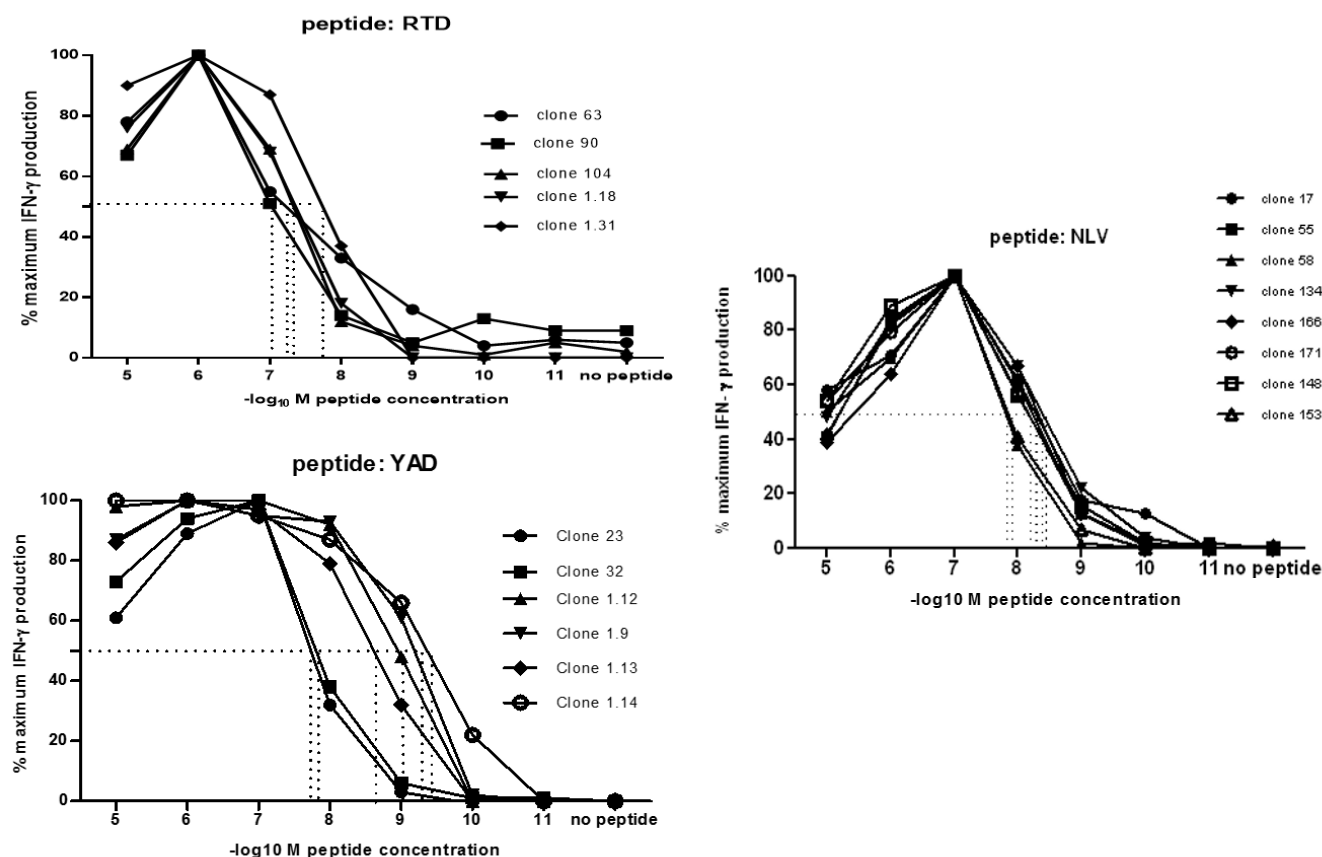 peptide: RTD
% maximum IFN-γ production
100
80
60
40
20
0
5 6 7 8 9 10 11 no peptide
-log10 M peptide concentration
clone 63
clone 90
clone 104
clone 1.18
clone 1.31
peptide: NLV
% maximum IFN- γ production
100
80
60
40
20
0
5 6 7 8 9 10 11 no peptide
-log10 M peptide concentration
clone 17
clone 55
clone 58
clone 134
clone 166
clone 171
clone 148
clone 153
peptide: YAD
% maximum IFN-γ production
100
80
60
40
20
0
5 6 7 8 9 10 11 no peptide
-log10 M peptide concentration
Clone 23
Clone 32
Clone 1.12
Clone 1.9
Clone 1.13
Clone 1.14